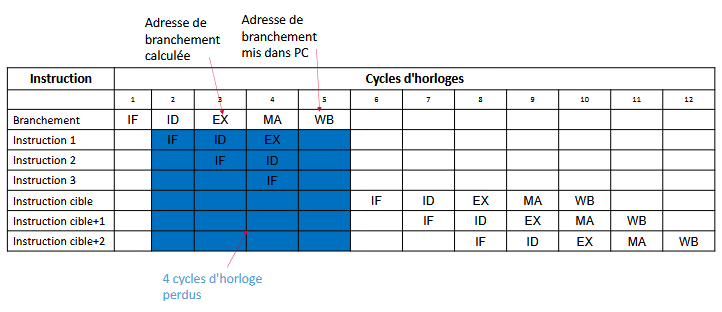 Adresse de
branchement
calculée
Adresse de
branchement
mis dans PC
Instruction Cycles d'horloges
1 2 3 4 5 6 7 8 9 10 11 12
Branchement IF ID EX MA WB
Instruction 1 IF ID EX
Instruction 2 IF ID
Instruction 3 IF
Instruction cible IF ID EX MA WB
Instruction cible+1 IF ID EX MA WB
Instruction cible+2 IF ID EX MA WB
4 cycles d'horloge
perdus